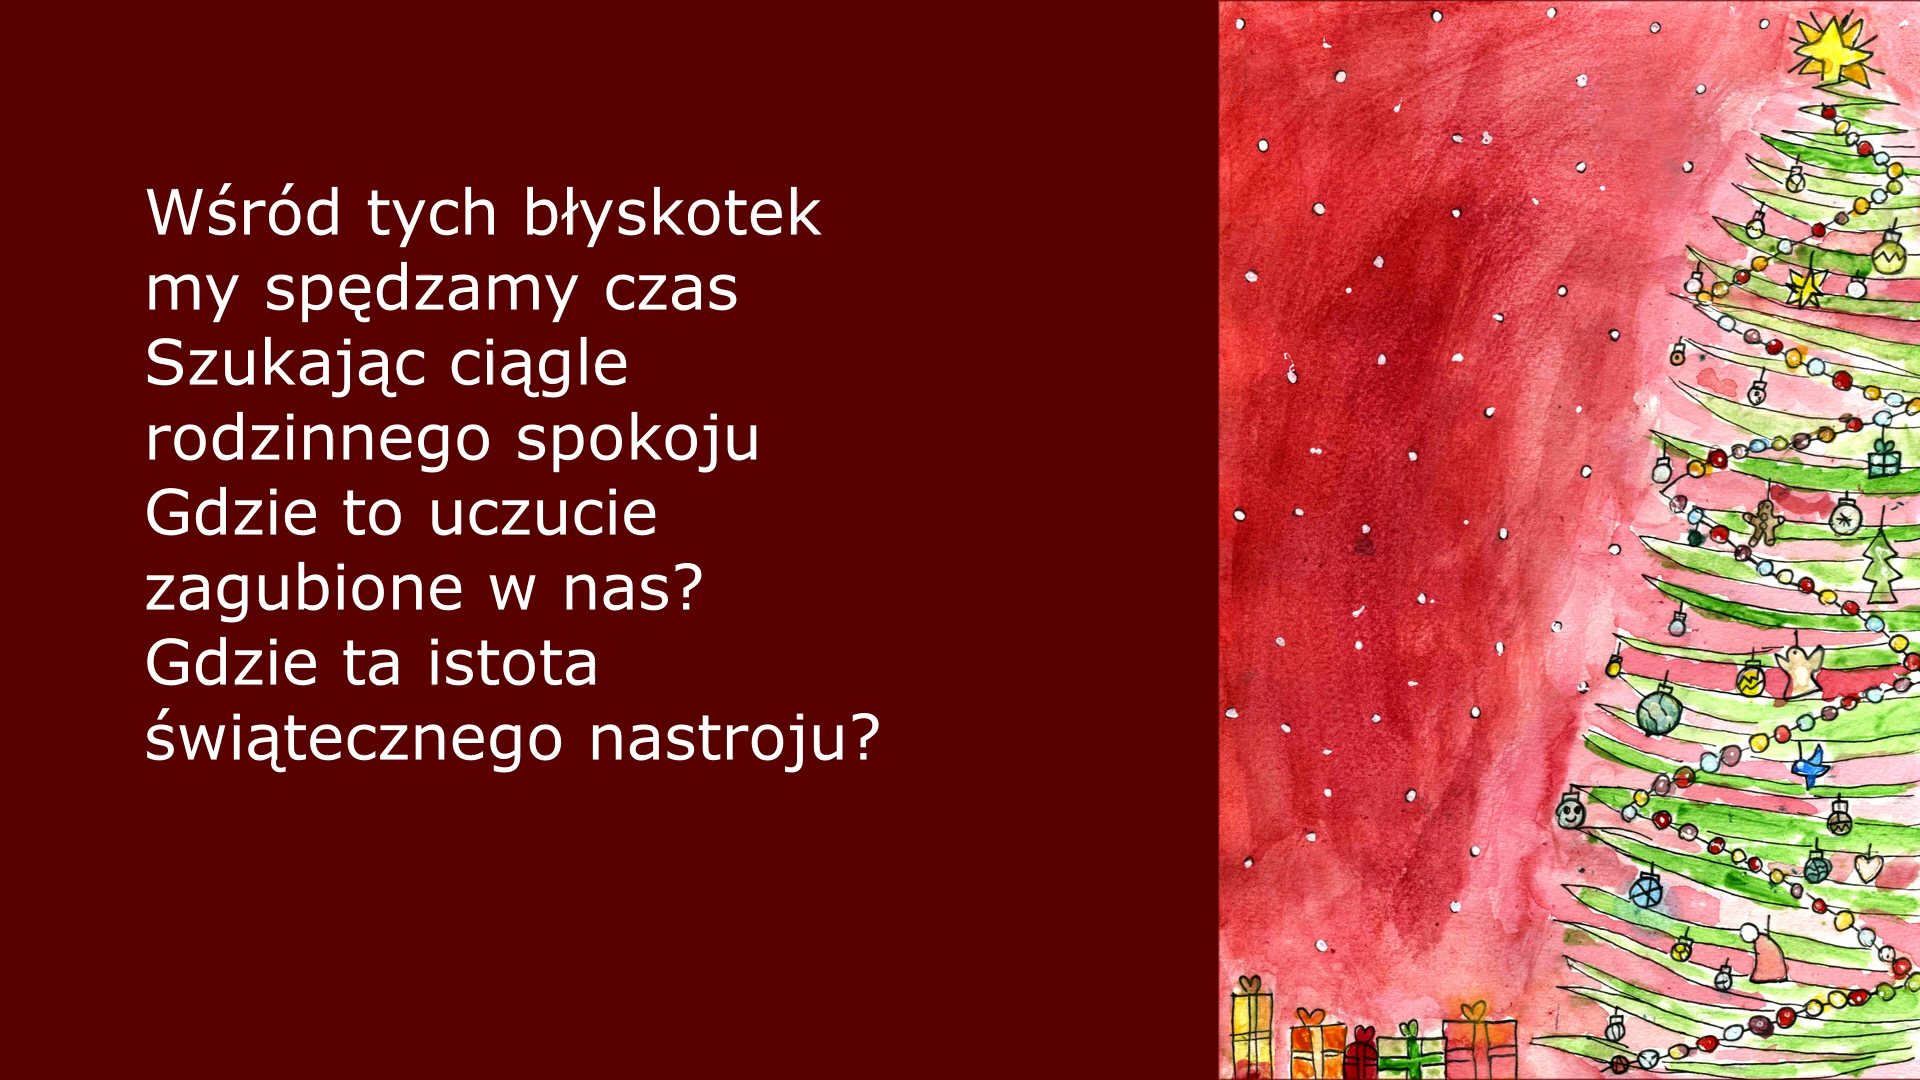 Wśród tych błyskotek
my spędzamy czas
Szukając ciągle
rodzinnego spokoju
Gdzie to uczucie
zagubione w nas?
Gdzie ta istota
świątecznego nastroju?